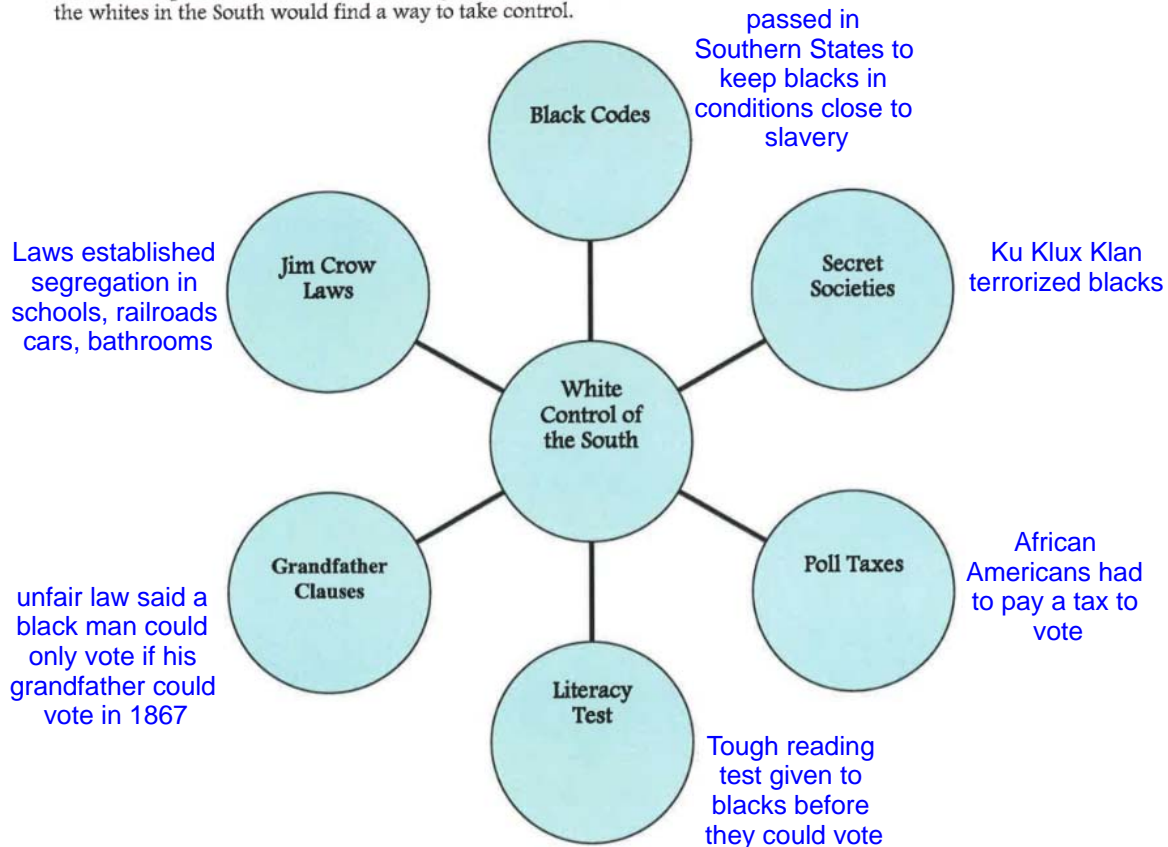 the whites in the South would find a way to take control.
passed in
Southern States to
keep blacks in
conditions close to
slavery
Black Codes
Laws established
segregation in
schools, railroads
cars, bathrooms
Jim Crow
Laws
Secret
Societies
Ku Klux Klan
terrorized blacks
White
Control of
the South
unfair law said a
black man could
only vote if his
grandfather could
vote in 1867
Grandfather
Clauses
Poll Taxes
African
Americans had
to pay a tax to
vote
Literacy
Test
Tough reading
test given to
blacks before
they could vote